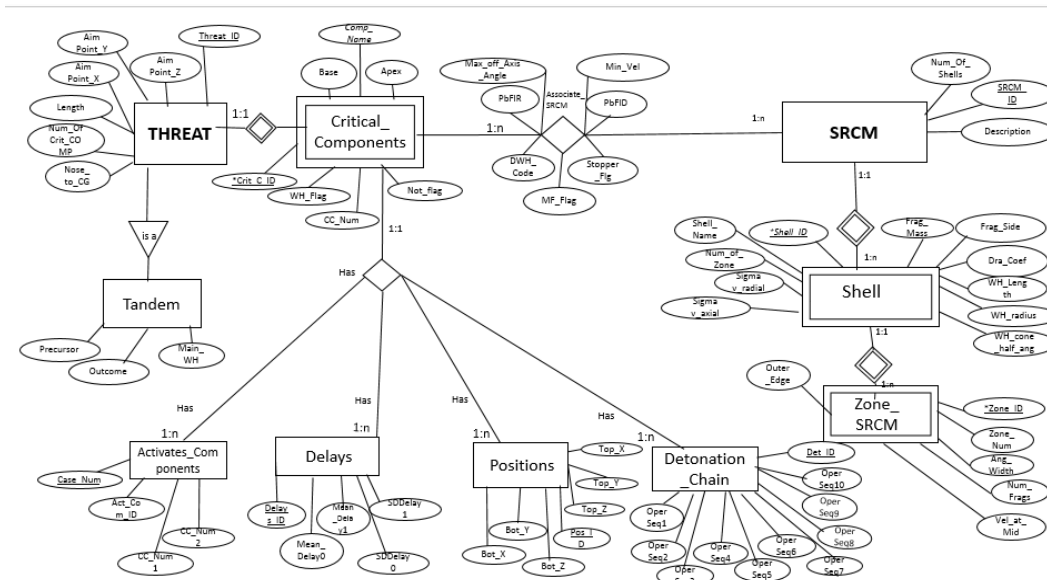 Aim
Point_Y
Threat_ID
Aim
Point_X
Aim
Point_Z
Length
Num_Of
Crit_CO
MP
Nose_
to_CG
THREAT
1:1
Comp_
Name
Base
Apex
Critical_
Components
*Crit_C_ID
WH_Flag
CC_Num
Not_flag
1:n
1:1
Max_off_Axis
_Angle
Min_Vel
Associate_
SRCM
PbFIR
PbFID
DWH_
Code
Stopper
_Flg
MF_Flag
1:n
Num_Of_
Shells
SRCM
_ID
Description
SRCM
1:1
Shell_
Name
*Shell_ID
Frag_
Mass
Frag_Side
Num_of_
Zone
Sigma
v_radial
Sigma
v_axial
1:n
Dra_Coef
WH_Leng
th
WH_radius
WH_cone
_half_ang
Shell
1:1
is a
Tandem
Precursor
Outcome
Main_
WH
Has
Outer
_Edge
1:n
Zone_
SRCM
*Zone_ID
Zone_
Num
Ang_
Width
Num_
Frags
Vel_at_
Mid
Has
Has
Has
Has
1:n
1:n
1:n
1:n
Activates_Com
ponents
Case_Num
Act_Co
m_ID
CC_Num
1
CC_Num
2
Delays
Delay
s_ID
Mean_
Delay0
Mean_
Delay1
SDDelay
0
SDDelay
1
Positions
Top_X
Top_Y
Top_Z
Pos_I
D
Bot_X
Bot_Y
Bot_Z
Detonation
_Chain
Det_ID
Oper
Seq10
Oper
Seq9
Oper
Seq8
Oper
Seq7
Oper
Seq6
Oper
Seq5
Oper
Seq4
Oper
Oper
Seq2
Oper
Seq1